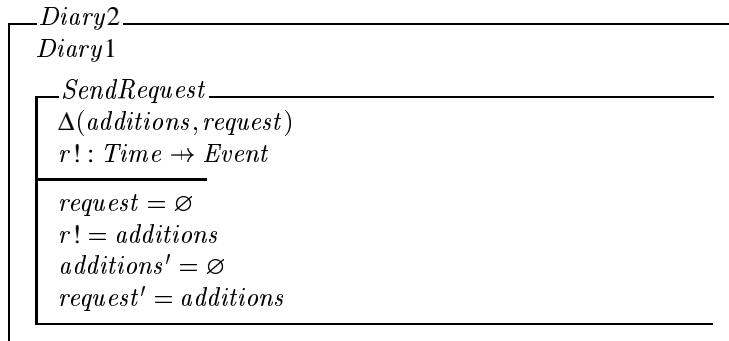 Diary2
Diary1
SendRequest
Δ(additions, request)
r! : Time ⇸ Event
request = ∅
r! = additions
additions′ = ∅
request′ = additions